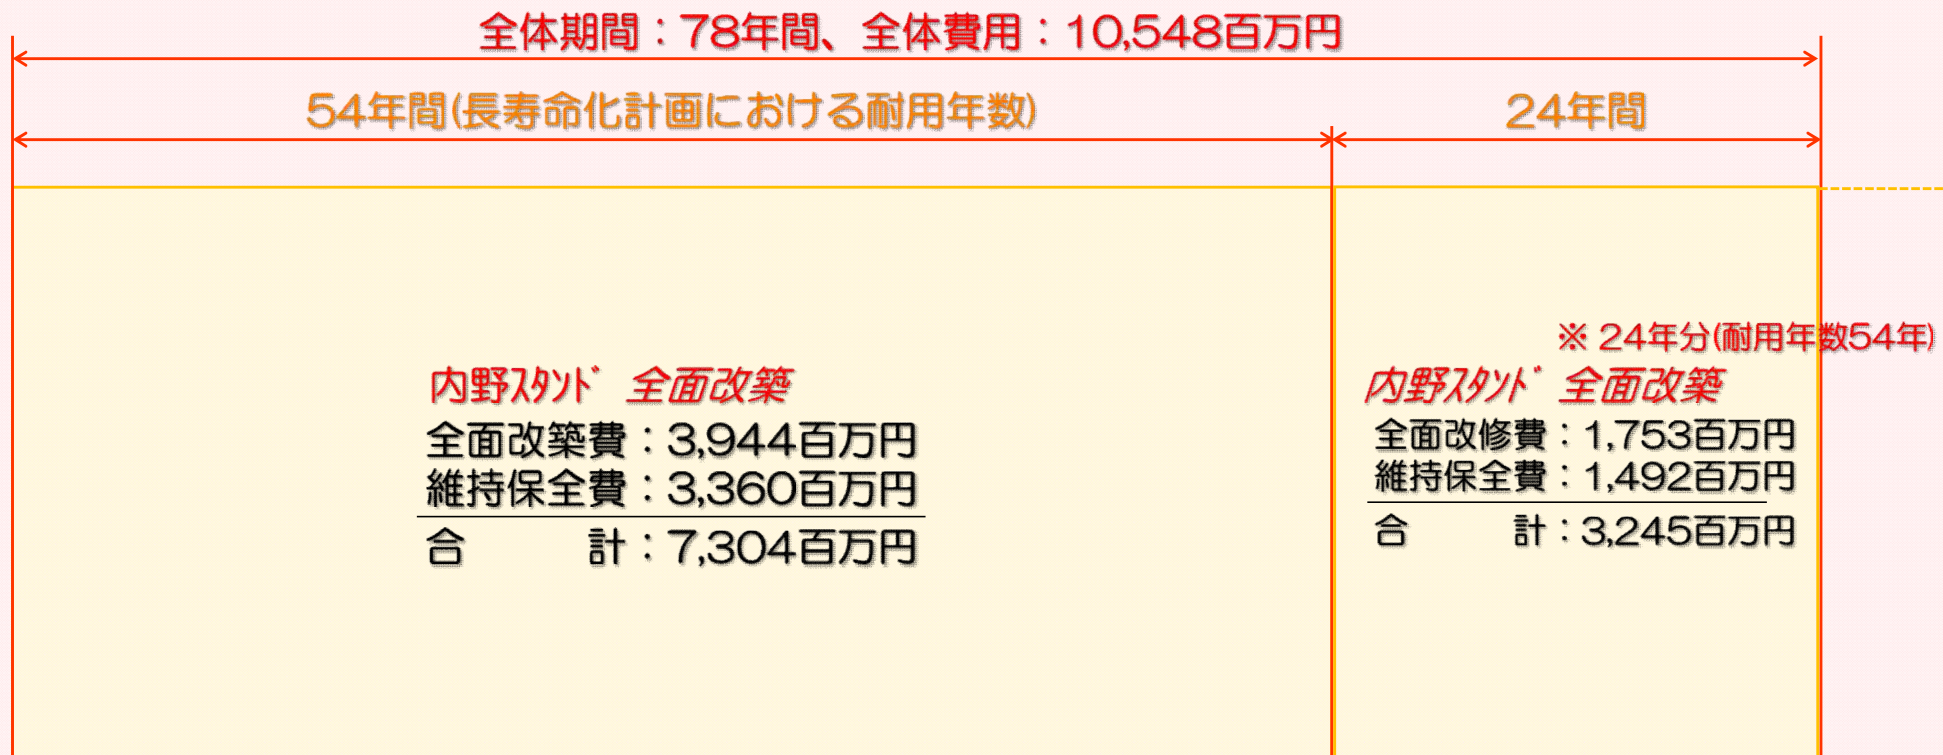 全体期間：78年間、全体費用：10,548百万円
54年間(長寿命化計画における耐用年数)
24年間
内野ｽﾀﾝﾄﾞ 全面改築
全面改築費：3,944百万円
維持保全費：3,360百万円
合　　　計：7,304百万円
※ 24年分(耐用年数54年)
内野ｽﾀﾝﾄﾞ 全面改築
全面改修費：1,753百万円
維持保全費：1,492百万円
合　　　計：3,245百万円